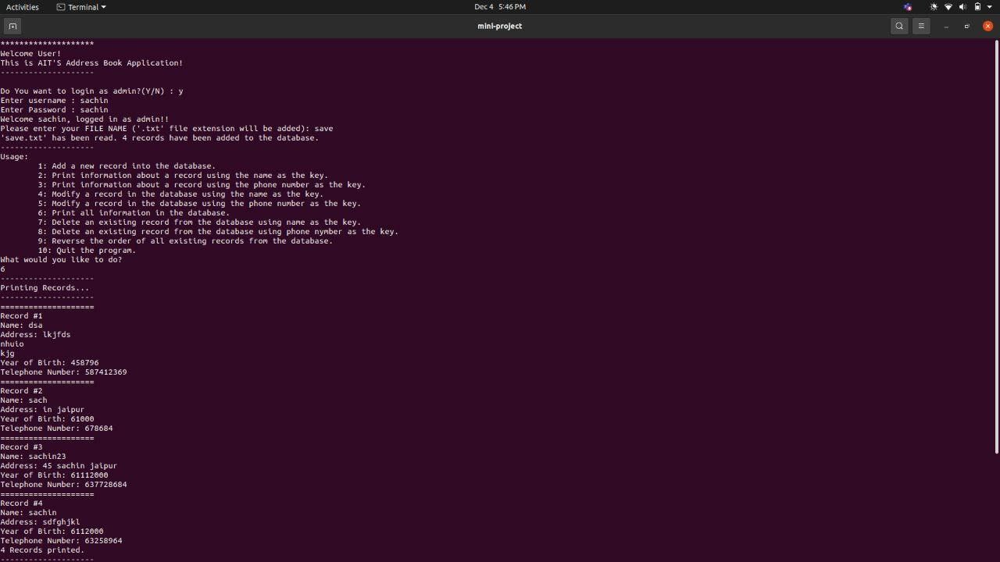 Activities Terminal Dec 4 5:46 PM
mini-project
********************
Welcome User!
This is AIT'S Address Book Application!
--------------------
Do You want to login as admin?(Y/N) : y
Enter username : sachin
Enter Password : sachin
Welcome sachin, logged in as admin!!
Please enter your FILE NAME ('.txt' file extension will be added): save
'save.txt' has been read. 4 records have been added to the database.
--------------------
Usage:
1: Add a new record into the database.
2: Print information about a record using the name as the key.
3: Print information about a record using the phone number as the key.
4: Modify a record in the database using the name as the key.
5: Modify a record in the database using the phone number as the key.
6: Print all information in the database.
7: Delete an existing record from the database using name as the key.
8: Delete an existing record from the database using phone nymber as the key.
9: Reverse the order of all existing records from the database.
10: Quit the program.
What would you like to do?
6
--------------------
Printing Records...
--------------------
====================
Record #1
Name: dsa
Address: lkjfds
nhuio
kjg
Year of Birth: 458796
Telephone Number: 587412369
====================
Record #2
Name: sach
Address: in jaipur
Year of Birth: 61000
Telephone Number: 678684
====================
Record #3
Name: sachin23
Address: 45 sachin jaipur
Year of Birth: 61112000
Telephone Number: 637728684
====================
Record #4
Name: sachin
Address: sdfghjkl
Year of Birth: 6112000
Telephone Number: 63258964
4 Records printed.
--------------------